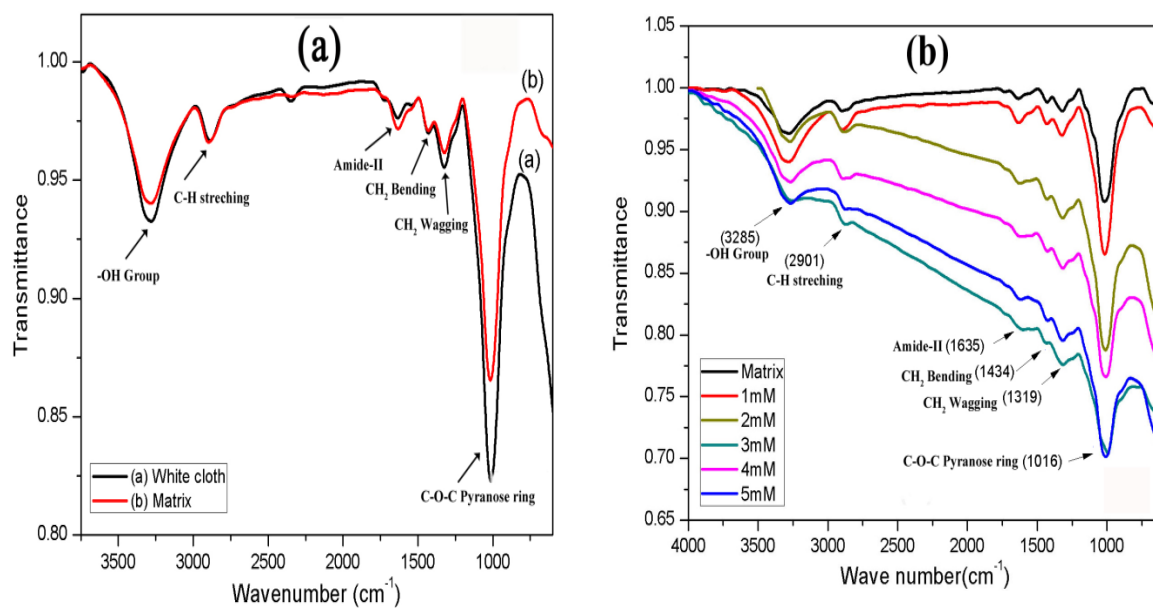 (a)
1.00
0.95
0.90
0.85
0.80
Transmittance
-OH Group
C-H streching
Amide-II
CH₂ Bending
CH₂ Wagging
C-O-C Pyranose ring
(b)
(a)
(a) White cloth
(b) Matrix
3500 3000 2500 2000 1500 1000
Wavenumber (cm⁻¹)
(b)
1.05
1.00
0.95
0.90
0.85
0.80
0.75
0.70
0.65
Transmittance
(3285)
-OH Group
(2901)
C-H streching
Amide-II (1635)
CH₂ Bending (1434)
CH₂ Wagging (1319)
C-O-C Pyranose ring (1016)
Matrix
1mM
2mM
3mM
4mM
5mM
4000 3500 3000 2500 2000 1500 1000
Wave number(cm⁻¹)